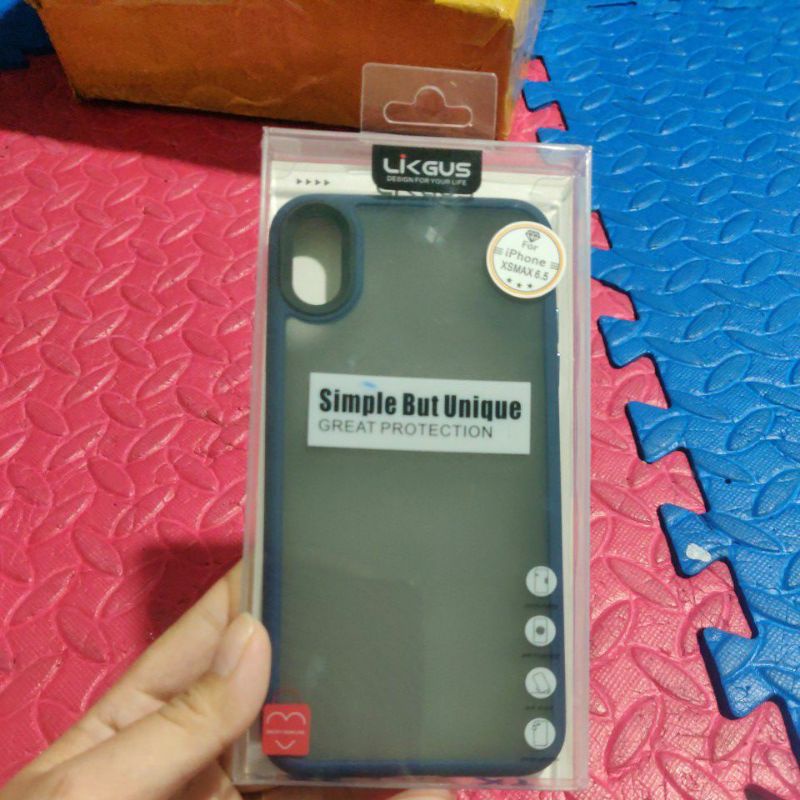 LIKGUS
DESIGN FOR YOUR LIFE
For
iPhone
XSMAX 6.5
Simple But Unique
GREAT PROTECTION